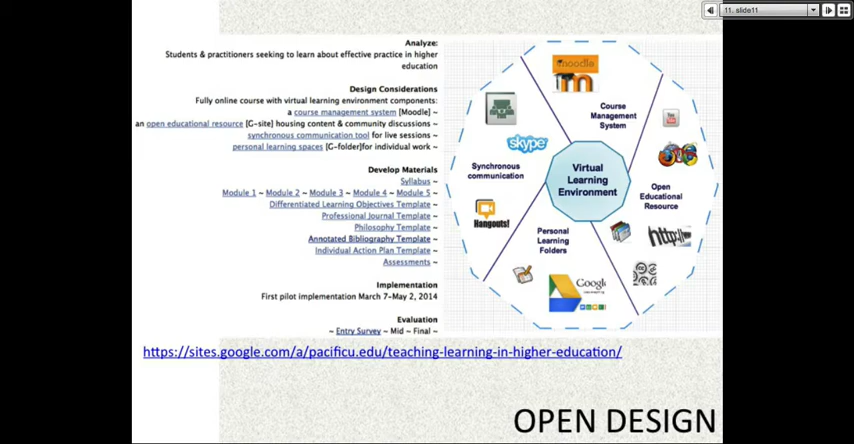 11. slide11
Analyze:
Students & practitioners seeking to learn about effective practice in higher
education
Design Considerations
Fully online course with virtual learning environment components:
a course management system [Moodle] ~
an open educational resource [G-site] housing content & community discussions ~
synchronous communication tool for live sessions ~
personal learning spaces [G-folder]for individual work ~
Develop Materials
Syllabus ~
Module 1 ~ Module 2 ~ Module 3 ~ Module 4 ~ Module 5 ~
Differentiated Learning Objectives Template ~
Professional Journal Template ~
Philosophy Template ~
Annotated Bibliography Template ~
Individual Action Plan Template ~
Assessments ~
Implementation
First pilot implementation March 7-May 2, 2014
Evaluation
~ Entry Survey ~ Mid ~ Final ~
moodle
Course
Management
System
skype
Synchronous
communication
Virtual
Learning
Environment
Open
Educational
Resource
Hangouts!
Personal
Learning
Folders
http://
Google
https://sites.google.com/a/pacificu.edu/teaching-learning-in-higher-education/
OPEN DESIGN